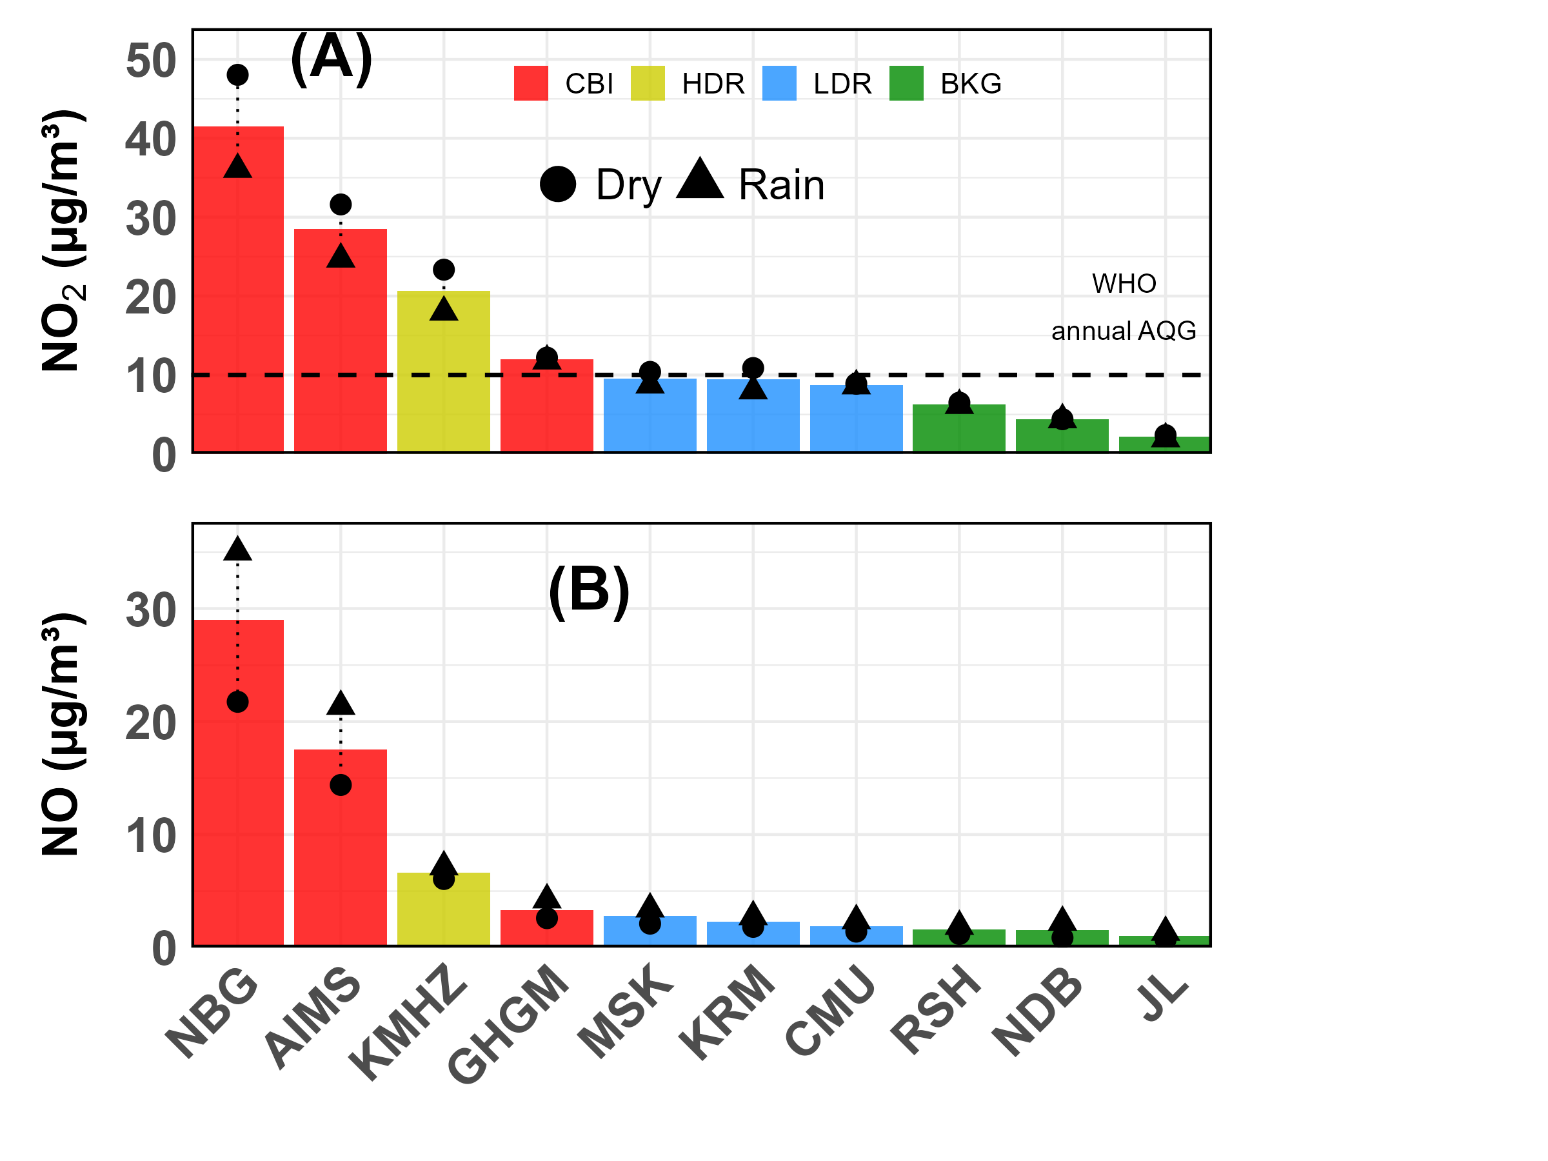 (A)
CBI HDR LDR BKG
Dry Rain
WHO
annual AQG
NO₂ (µg/m³)
50
40
30
20
10
0
(B)
NO (µg/m³)
30
20
10
0
NBG AIMS KMHZ GHGM MSK KRM CMU RSH NDB JL